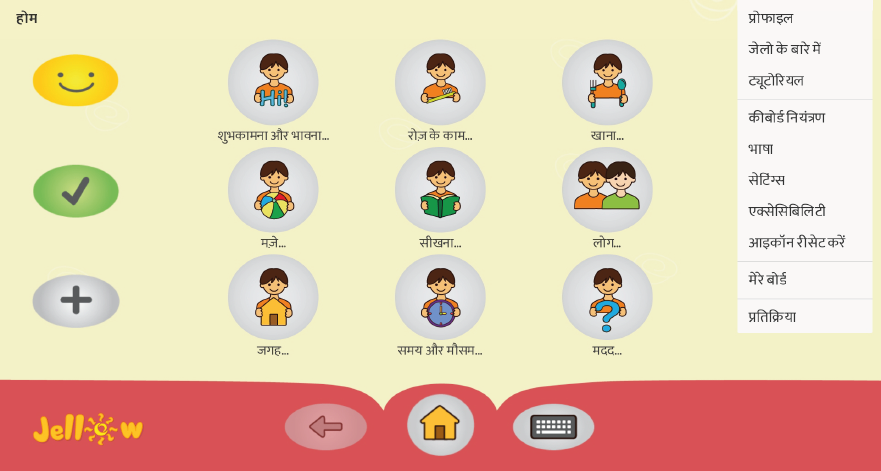 होम
Hi!
शुभकामना और भावना...
रोज़ के काम...
खाना...
मज़े...
सीखना...
लोग...
जगह...
समय और मौसम...
मदद...
प्रोफाइल
जेलो के बारे में
ट्यूटोरियल
कीबोर्ड नियंत्रण
भाषा
सेटिंग्स
एक्सेसिबिलिटी
आइकॉन रीसेट करें
मेरे बोर्ड
प्रतिक्रिया
Jellow